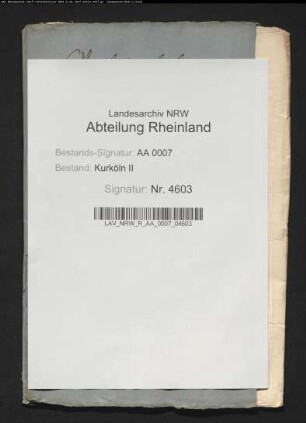 Landesarchiv NRW
Abteilung Rheinland
Bestands-Signatur: AA 0007
Bestand: Kurköln II
Signatur: Nr. 4603
LAV_NRW_R_AA_0007_04603